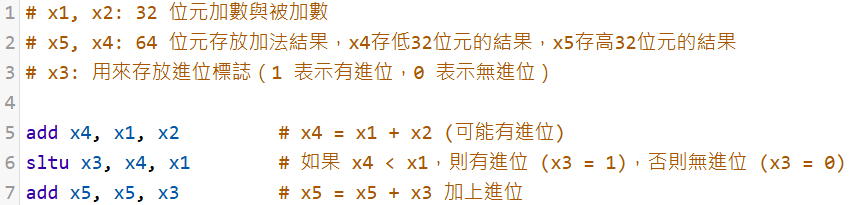 1 # x1, x2: 32 位元加數與被加數
2 # x5, x4: 64 位元存放加法結果，x4存低32位元的結果，x5存高32位元的結果
3 # x3: 用來存放進位標誌（1 表示有進位，0 表示無進位）
4
5 add x4, x1, x2 # x4 = x1 + x2 (可能有進位)
6 sltu x3, x4, x1 # 如果 x4 < x1，則有進位 (x3 = 1)，否則無進位 (x3 = 0)
7 add x5, x5, x3 # x5 = x5 + x3 加上進位